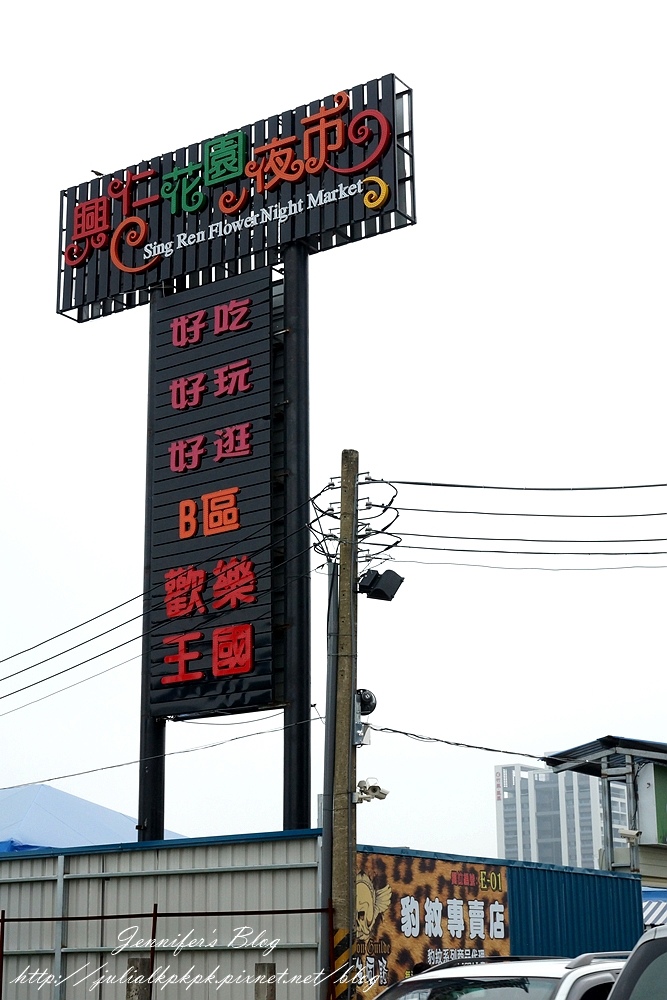 興仁花園夜市
Sing Ren Flower Night Market
好吃
好玩
好逛
B區
歡樂
王國
E-01
豹紋專賣店
Jennifer's Blog
http://julialkpkpk.pixnet.net/blog